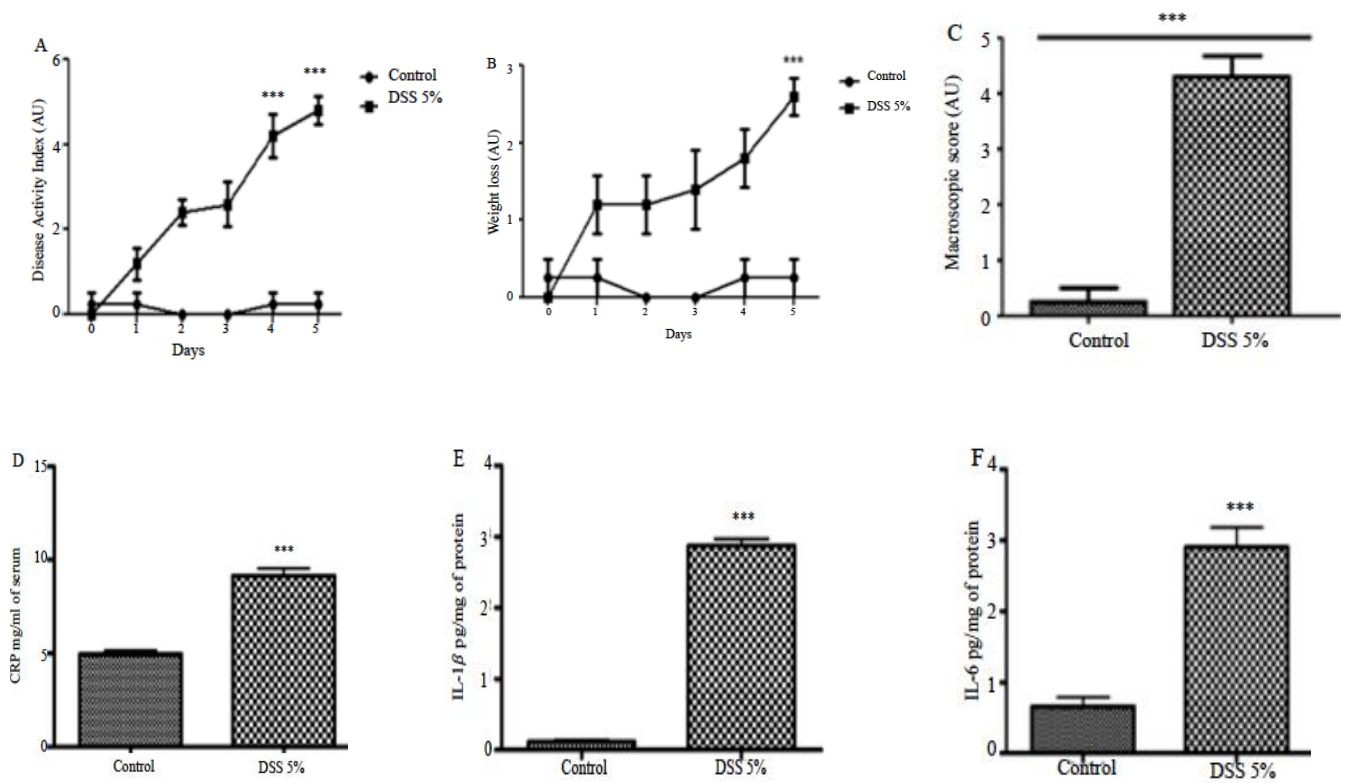 A
Disease Activity Index (AU)
6
4
2
0
***
***
Control
DSS 5%
0 1 2 3 4 5
Days
B
Weight loss (AU)
3
2
1
0
***
Control
DSS 5%
0 1 2 3 4 5
Days
C
Macroscopic score (AU)
5
4
3
2
1
0
***
Control DSS 5%
D
CRP mg/ml of serum
15
10
5
0
***
Control DSS 5%
E
IL-1β pg/mg of protein
4
3
2
1
0
***
Control DSS 5%
F
IL-6 pg/mg of protein
4
3
2
1
0
***
Control DSS 5%